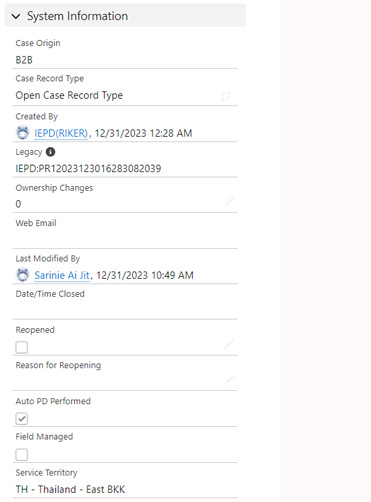 System Information
Case Origin
B2B
Case Record Type
Open Case Record Type
Created By
IEPD(RIKER), 12/31/2023 12:28 AM
Legacy
IEPD:PR12023123016283082039
Ownership Changes
0
Web Email
Last Modified By
Sarinie Ai Jit, 12/31/2023 10:49 AM
Date/Time Closed
Reopened
Reason for Reopening
Auto PD Performed
Field Managed
Service Territory
TH - Thailand - East BKK